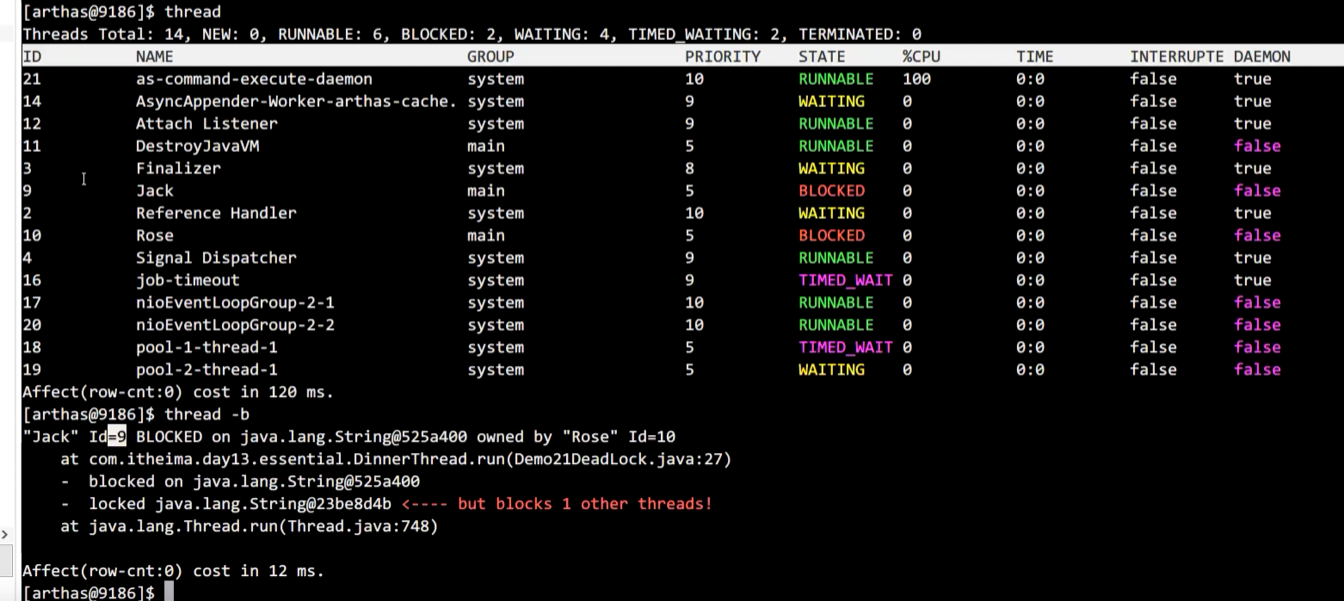 [arthas@9186]$ thread
Threads Total: 14, NEW: 0, RUNNABLE: 6, BLOCKED: 2, WAITING: 4, TIMED_WAITING: 2, TERMINATED: 0
ID NAME GROUP PRIORITY STATE %CPU TIME INTERRUPTE DAEMON
21 as-command-execute-daemon system 10 RUNNABLE 100 0:0 false true
14 AsyncAppender-Worker-arthas-cache. system 9 WAITING 0 0:0 false true
12 Attach Listener system 9 RUNNABLE 0 0:0 false true
11 DestroyJavaVM main 5 RUNNABLE 0 0:0 false false
3 Finalizer system 8 WAITING 0 0:0 false true
9 Jack main 5 BLOCKED 0 0:0 false false
2 Reference Handler system 10 WAITING 0 0:0 false true
10 Rose main 5 BLOCKED 0 0:0 false false
4 Signal Dispatcher system 9 RUNNABLE 0 0:0 false true
16 job-timeout system 9 TIMED_WAIT 0 0:0 false true
17 nioEventLoopGroup-2-1 system 10 RUNNABLE 0 0:0 false false
20 nioEventLoopGroup-2-2 system 10 RUNNABLE 0 0:0 false false
18 pool-1-thread-1 system 5 TIMED_WAIT 0 0:0 false false
19 pool-2-thread-1 system 5 WAITING 0 0:0 false false
Affect(row-cnt:0) cost in 120 ms.
[arthas@9186]$ thread -b
"Jack" Id=9 BLOCKED on java.lang.String@525a400 owned by "Rose" Id=10
at com.itheima.day13.essential.DinnerThread.run(Demo21DeadLock.java:27)
- blocked on java.lang.String@525a400
- locked java.lang.String@23be8d4b <---- but blocks 1 other threads!
at java.lang.Thread.run(Thread.java:748)
Affect(row-cnt:0) cost in 12 ms.
[arthas@9186]$